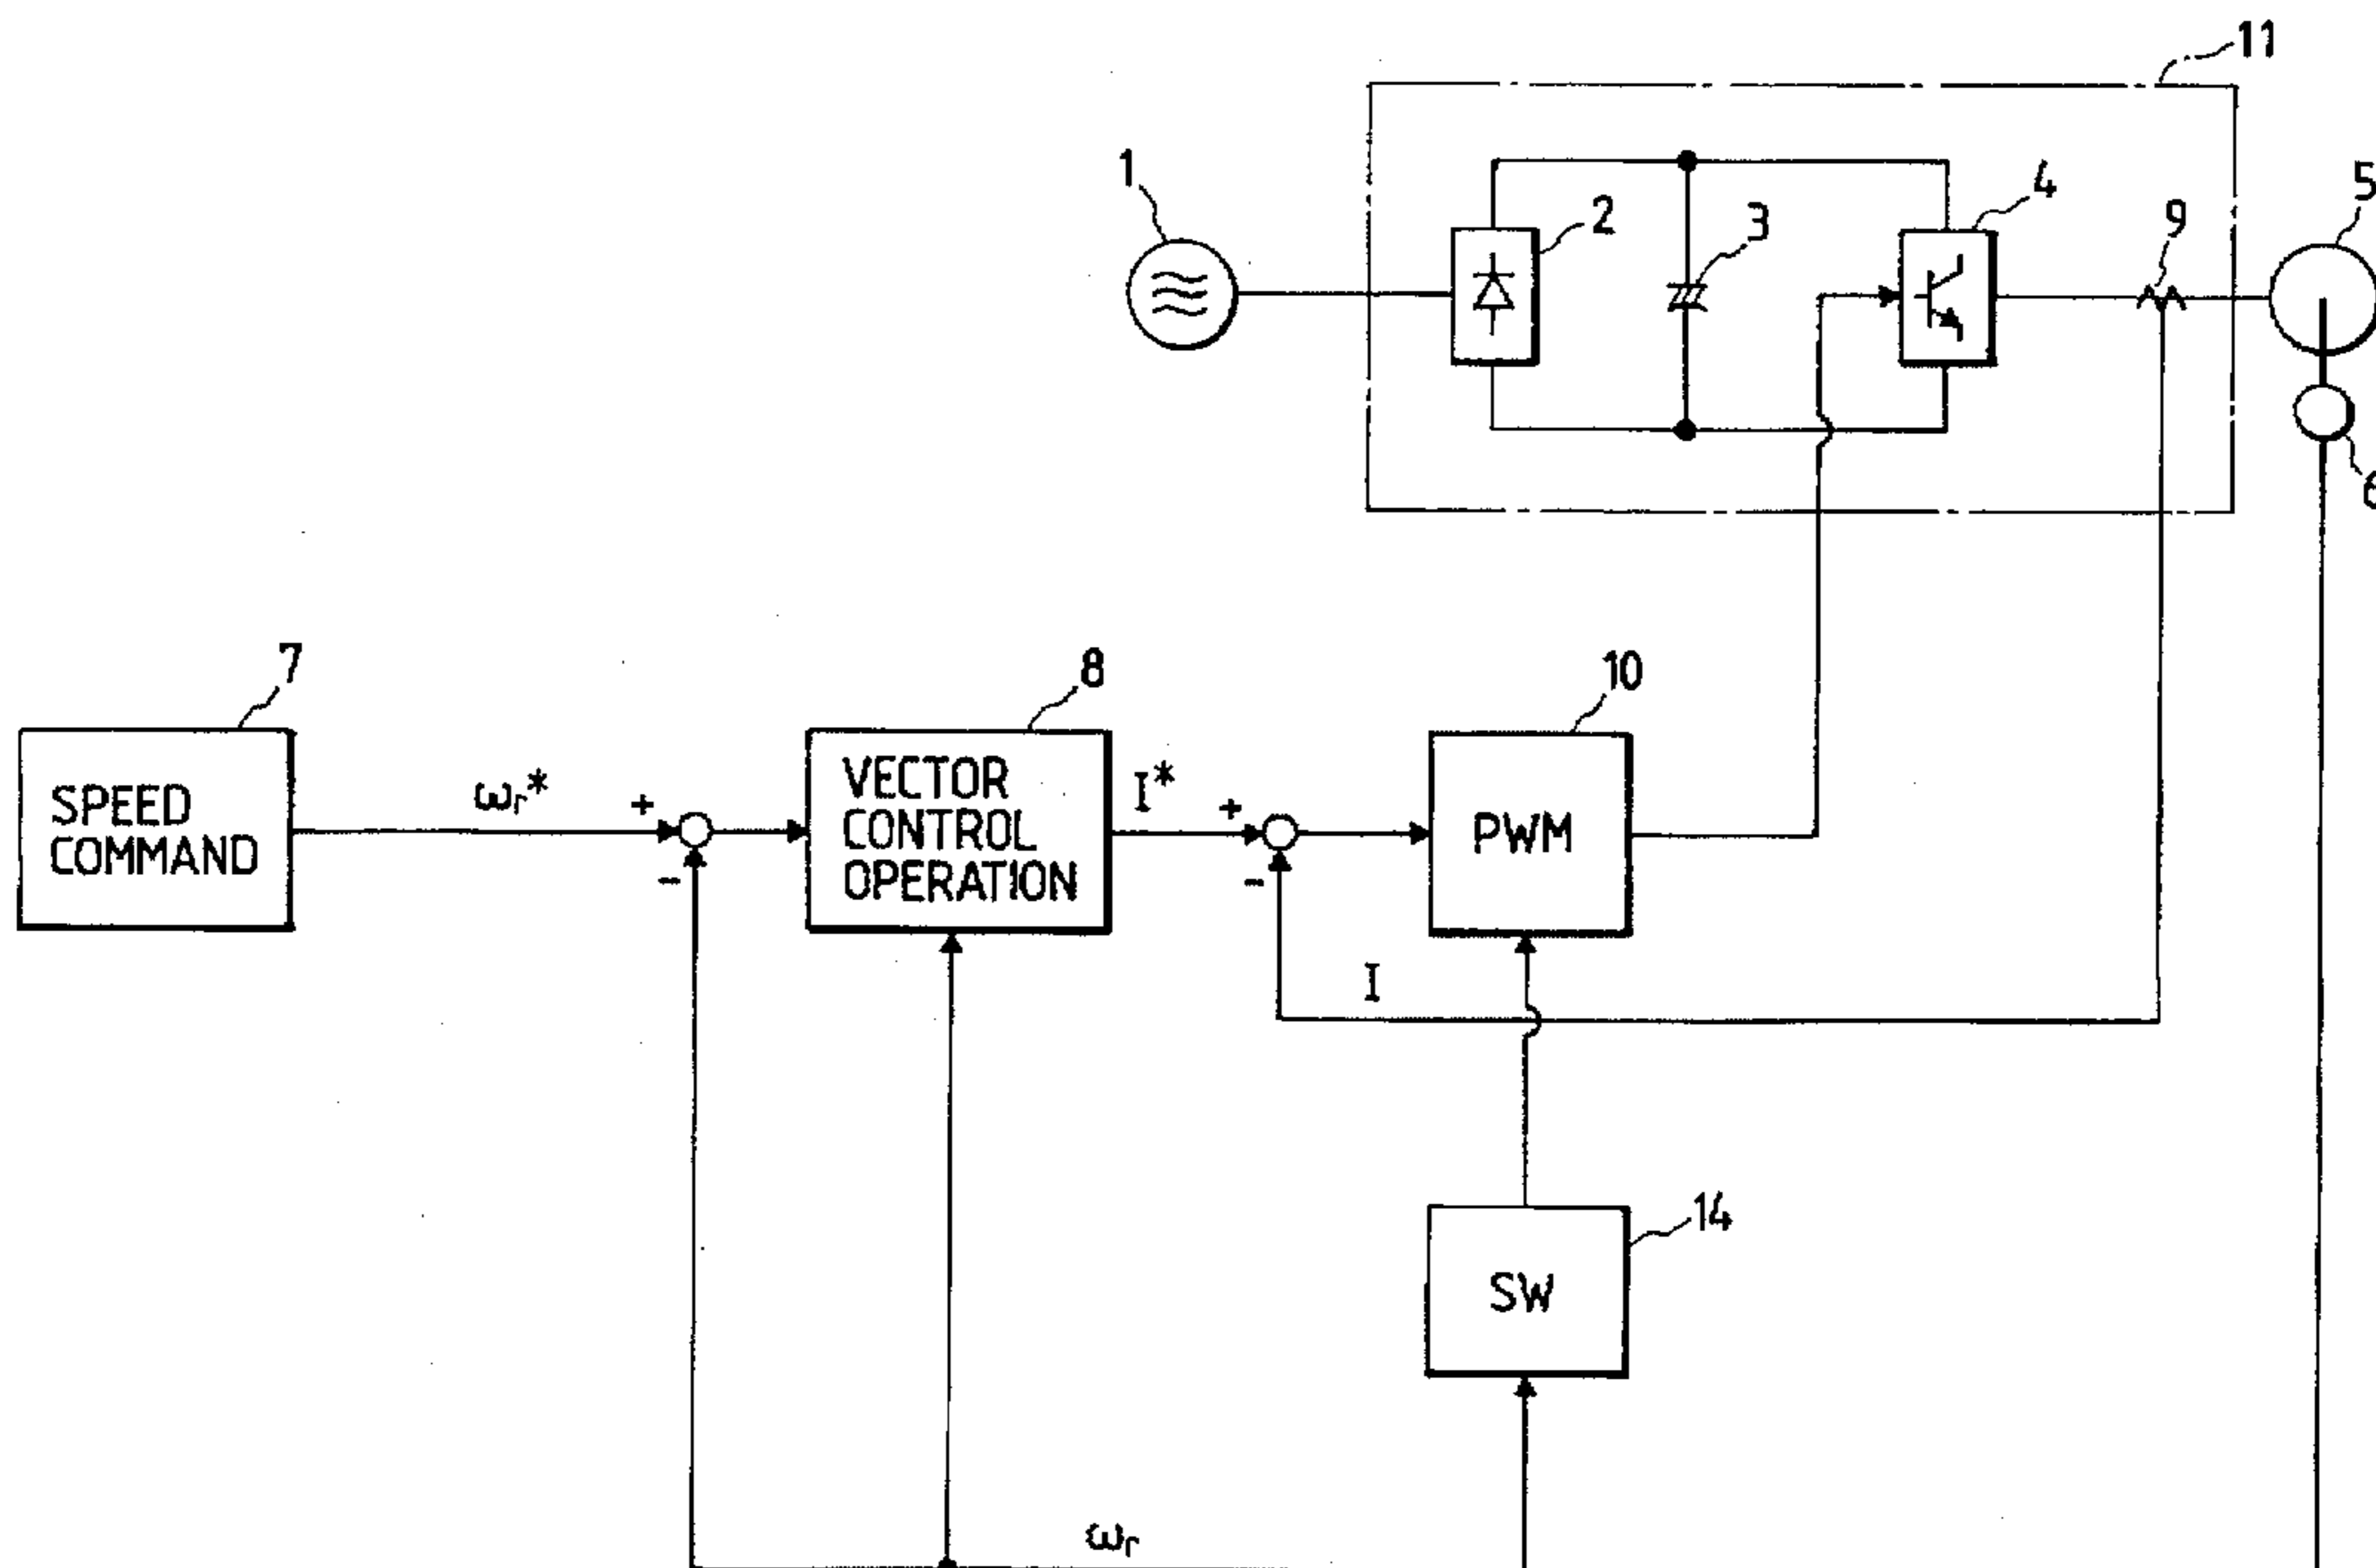 11
1
2
3
4
9
5
6
7
8
10
SPEED
COMMAND
ωr*
+
-
VECTOR
CONTROL
OPERATION
I*
+
-
PWM
I
14
SW
ωr